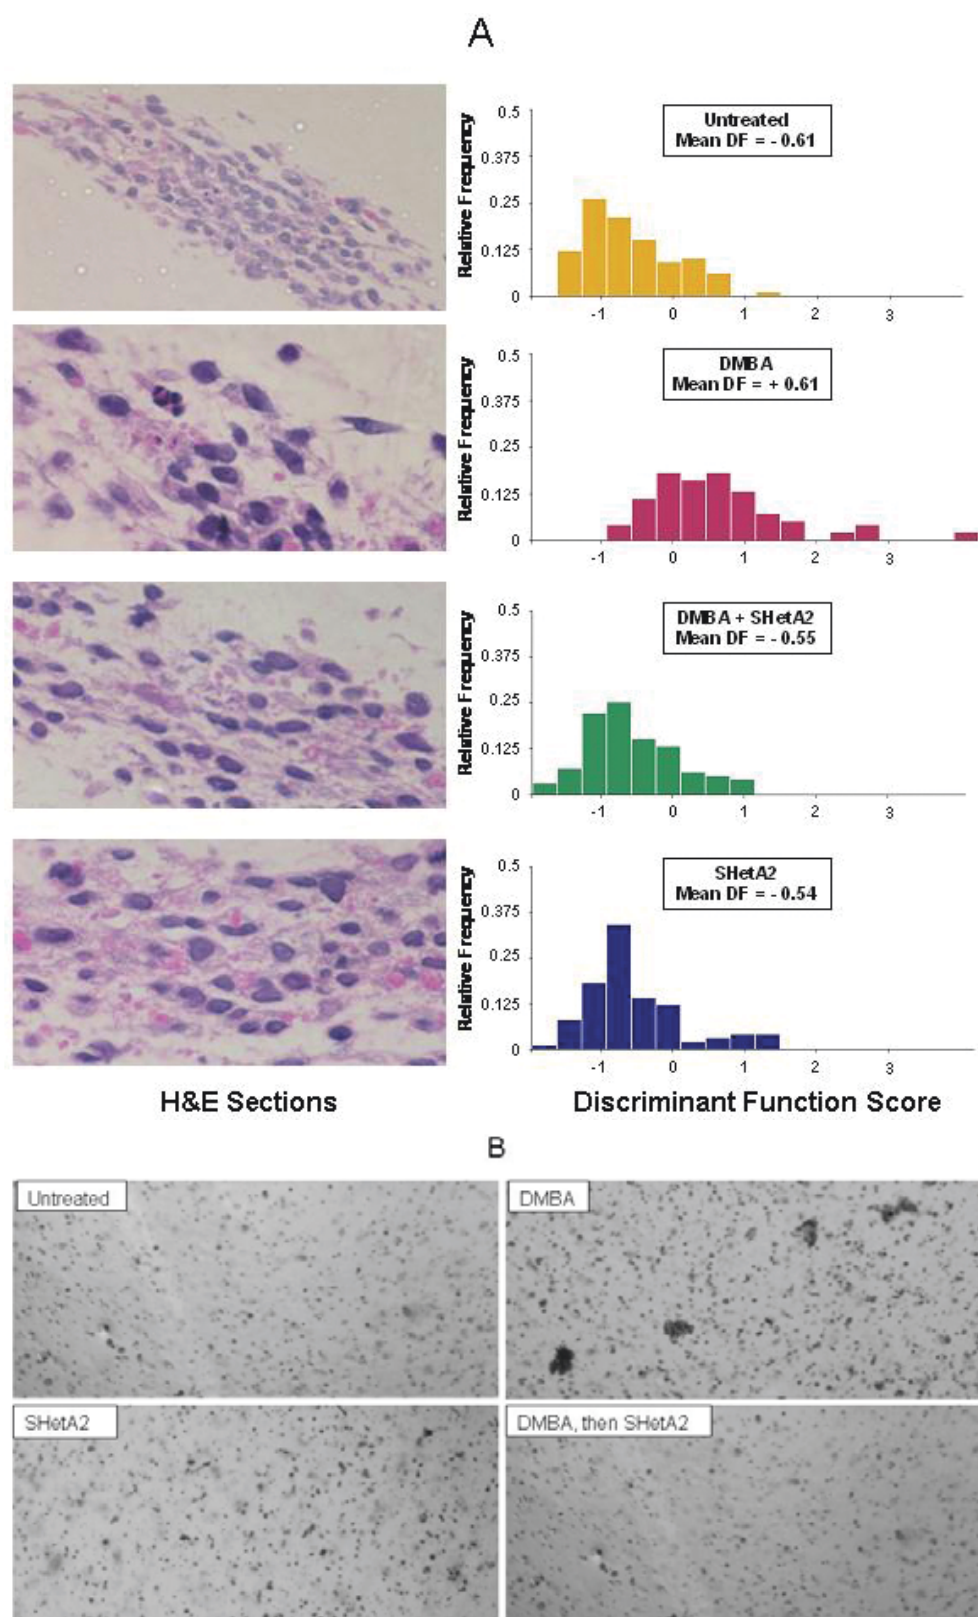 A
Relative Frequency
0.5
0.375
0.25
0.125
0
Untreated
Mean DF = - 0.61
-1 0 1 2 3
Relative Frequency
0.5
0.375
0.25
0.125
0
DMBA
Mean DF = + 0.61
-1 0 1 2 3
Relative Frequency
0.5
0.375
0.25
0.125
0
DMBA + SHetA2
Mean DF = - 0.55
-1 0 1 2 3
Relative Frequency
0.5
0.375
0.25
0.125
0
SHetA2
Mean DF = - 0.54
-1 0 1 2 3
H&E Sections
Discriminant Function Score
B
Untreated
DMBA
SHetA2
DMBA, then SHetA2